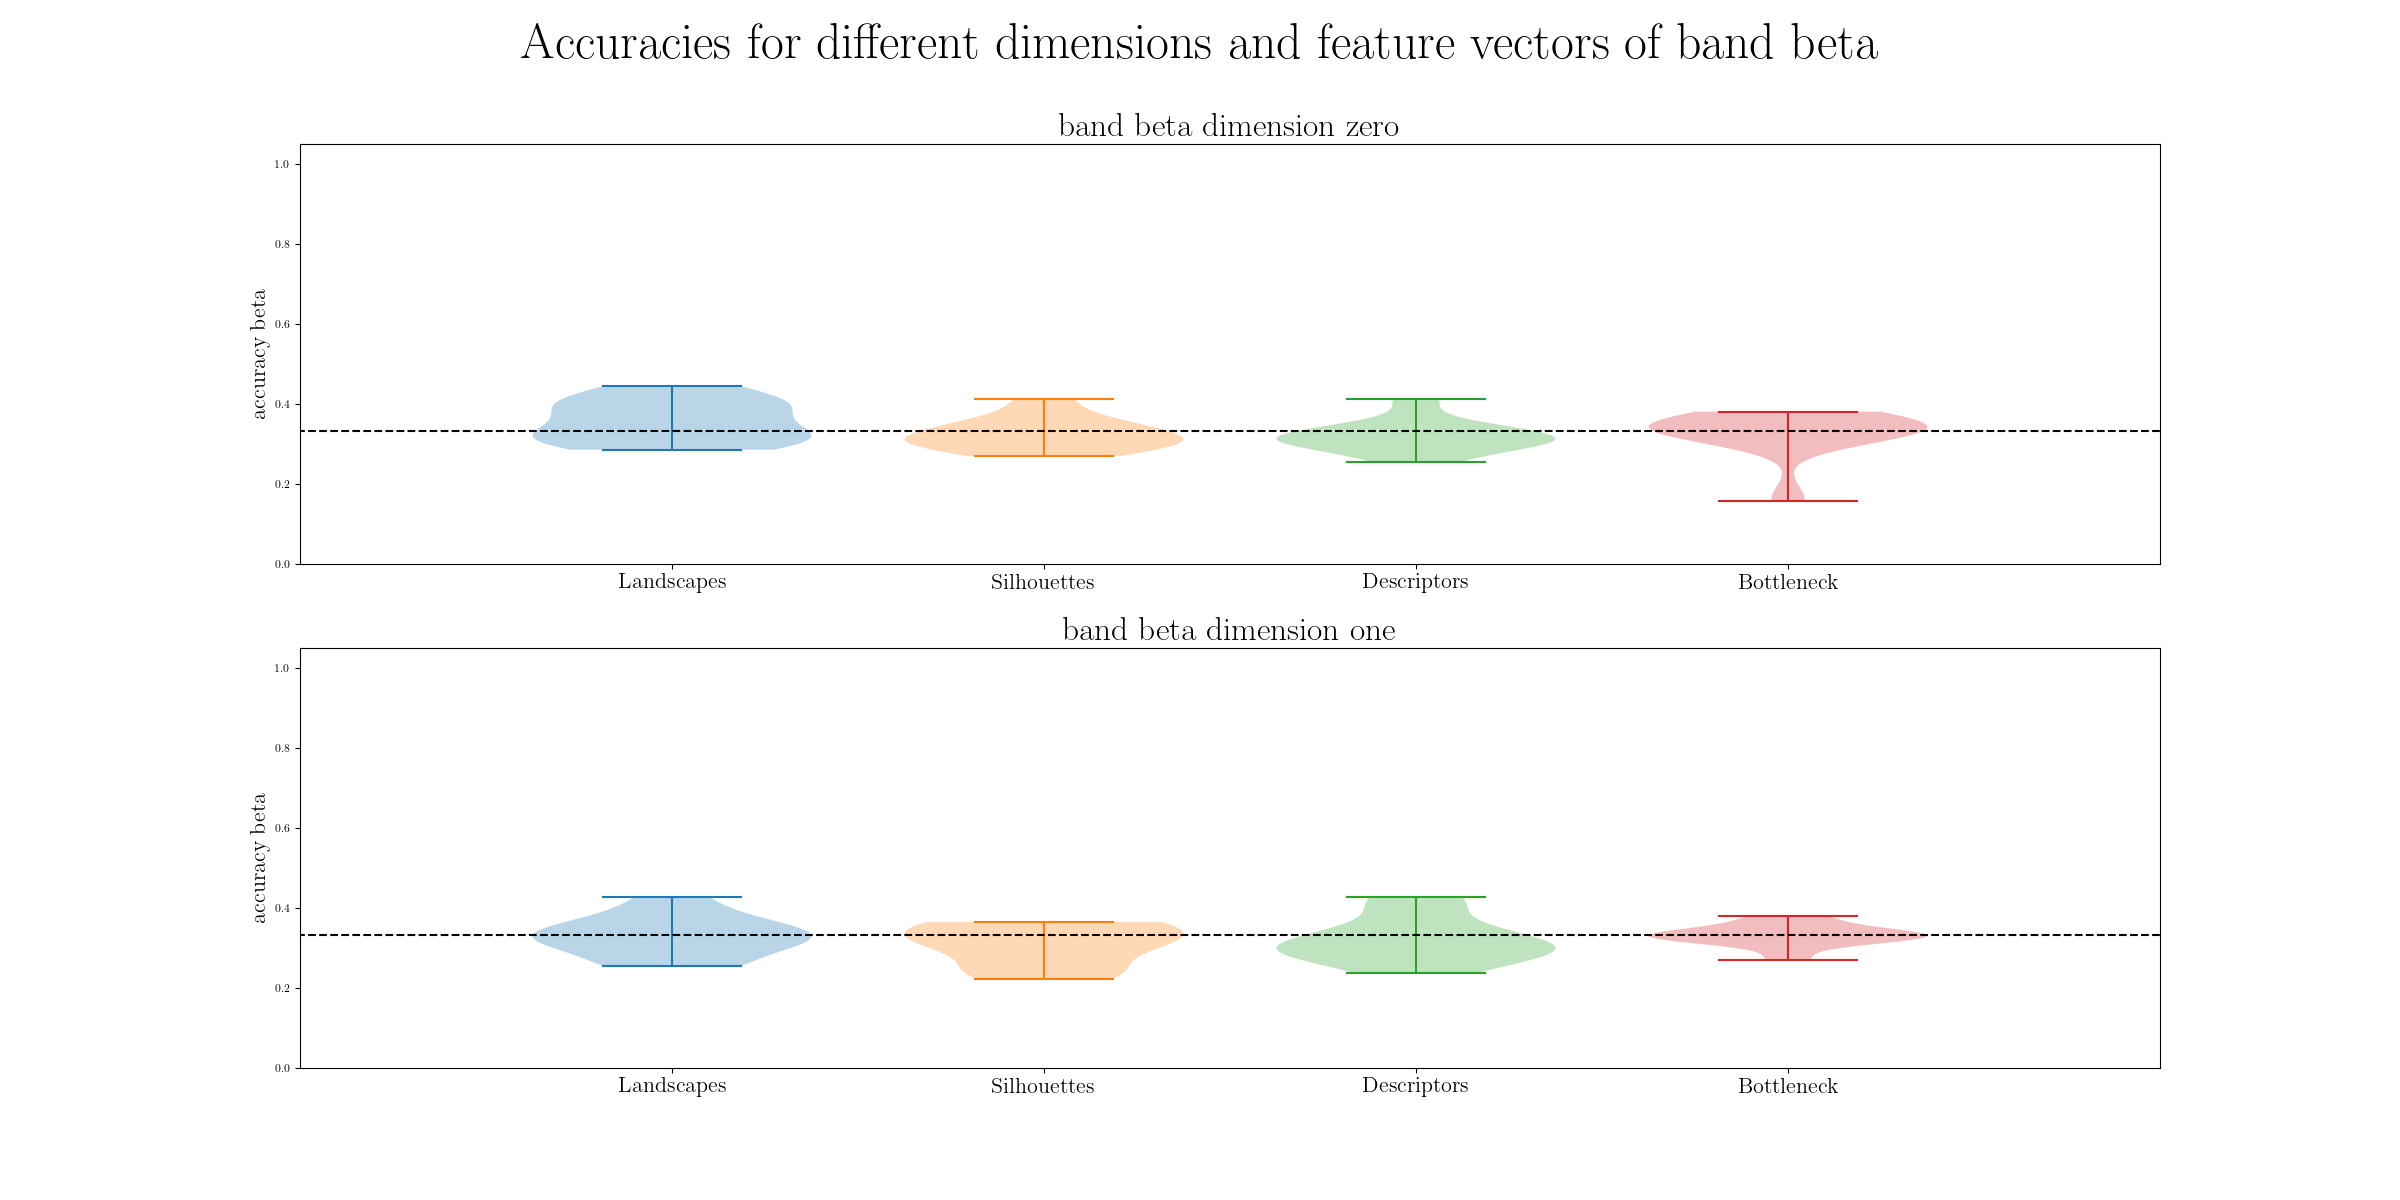 Accuracies for different dimensions and feature vectors of band beta
band beta dimension zero
1.0
0.8
0.6
0.4
0.2
0.0
accuracy beta
Landscapes Silhouettes Descriptors Bottleneck
band beta dimension one
1.0
0.8
0.6
0.4
0.2
0.0
accuracy beta
Landscapes Silhouettes Descriptors Bottleneck